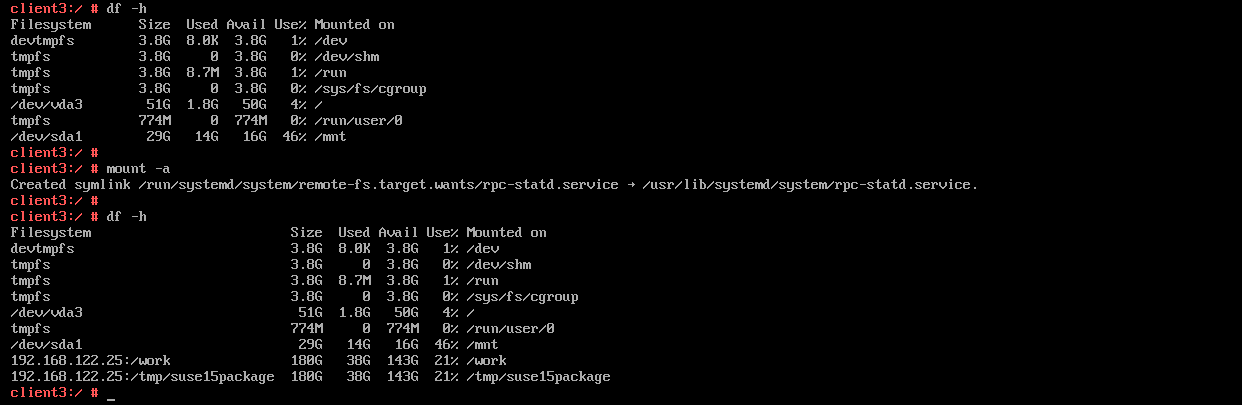 client3:/ # df -h
Filesystem      Size  Used Avail Use% Mounted on
devtmpfs        3.8G  8.0K  3.8G   1% /dev
tmpfs           3.8G     0  3.8G   0% /dev/shm
tmpfs           3.8G  8.7M  3.8G   1% /run
tmpfs           3.8G     0  3.8G   0% /sys/fs/cgroup
/dev/vda3        51G  1.8G   50G   4% /
tmpfs           774M     0  774M   0% /run/user/0
/dev/sda1        29G   14G   16G  46% /mnt
client3:/ #
client3:/ # mount -a
Created symlink /run/systemd/system/remote-fs.target.wants/rpc-statd.service → /usr/lib/systemd/system/rpc-statd.service.
client3:/ #
client3:/ # df -h
Filesystem                         Size  Used Avail Use% Mounted on
devtmpfs                           3.8G  8.0K  3.8G   1% /dev
tmpfs                              3.8G     0  3.8G   0% /dev/shm
tmpfs                              3.8G  8.7M  3.8G   1% /run
tmpfs                              3.8G     0  3.8G   0% /sys/fs/cgroup
/dev/vda3                           51G  1.8G   50G   4% /
tmpfs                              774M     0  774M   0% /run/user/0
/dev/sda1                           29G   14G   16G  46% /mnt
192.168.122.25:/work               180G   38G  143G  21% /work
192.168.122.25:/tmp/suse15package  180G   38G  143G  21% /tmp/suse15package
client3:/ # _